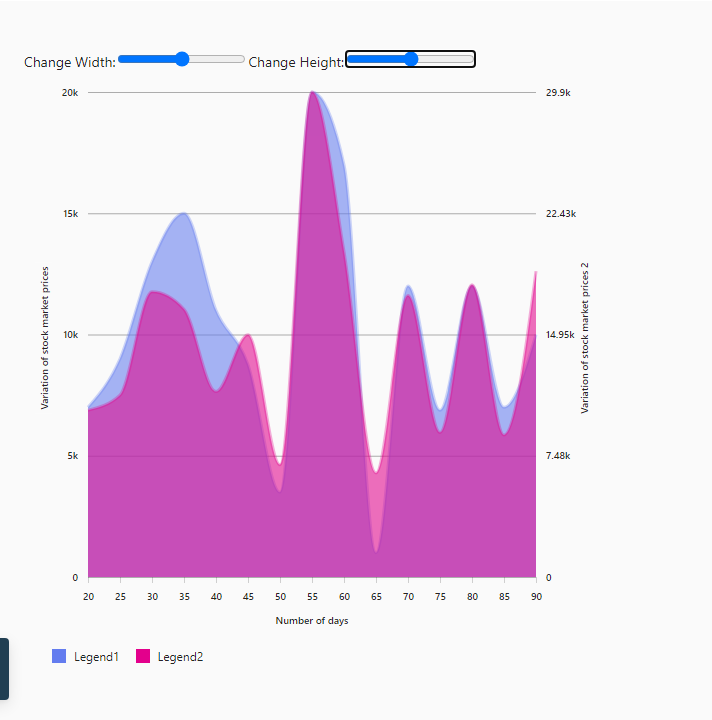 Change Width: Change Height:
20k 29.9k
15k 22.43k
10k 14.95k
5k 7.48k
0 0
Variation of stock market prices
Variation of stock market prices 2
20 25 30 35 40 45 50 55 60 65 70 75 80 85 90
Number of days
Legend1 Legend2